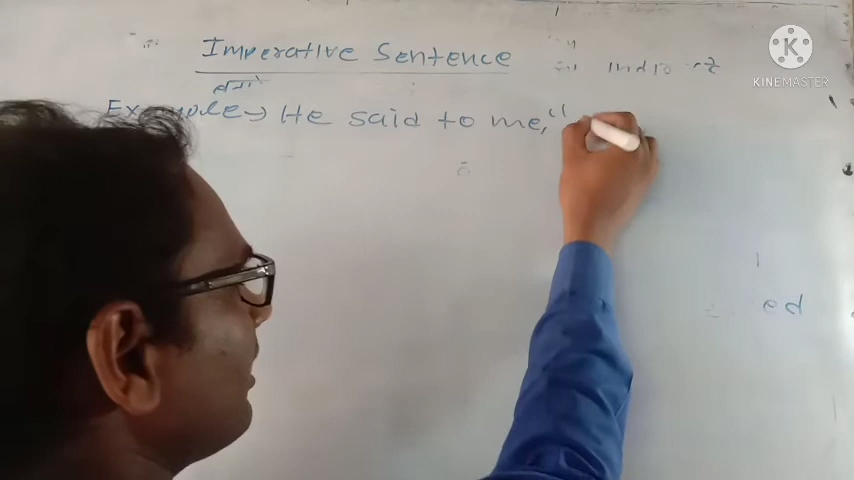 Imperative Sentence
Example → He said to me, "
ed
KINEMASTER